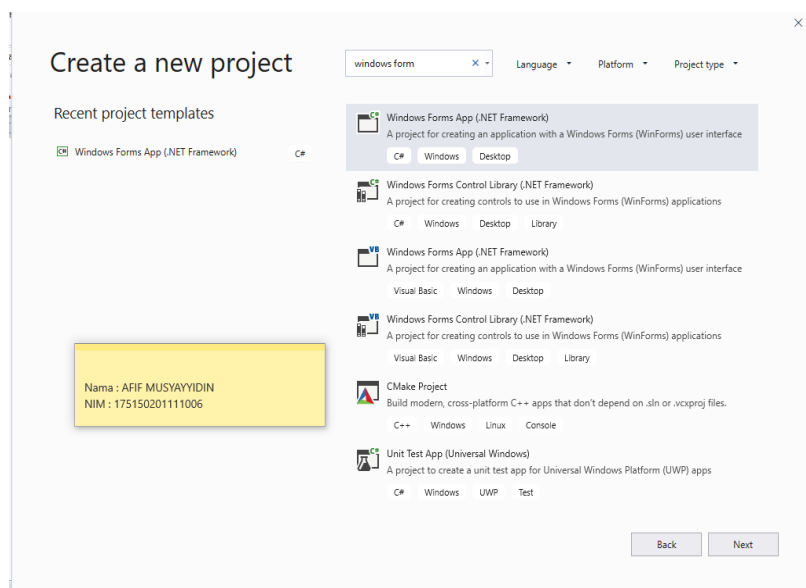 Create a new project
windows form
Language
Platform
Project type
Recent project templates
Windows Forms App (.NET Framework)
C#
Windows Forms App (.NET Framework)
A project for creating an application with a Windows Forms (WinForms) user interface
C# Windows Desktop
Windows Forms Control Library (.NET Framework)
A project for creating controls to use in Windows Forms (WinForms) applications
C# Windows Desktop Library
Windows Forms App (.NET Framework)
A project for creating an application with a Windows Forms (WinForms) user interface
Visual Basic Windows Desktop
Windows Forms Control Library (.NET Framework)
A project for creating controls to use in Windows Forms (WinForms) applications
Visual Basic Windows Desktop Library
CMake Project
Build modern, cross-platform C++ apps that don't depend on .sln or .vcxproj files.
C++ Windows Linux Console
Unit Test App (Universal Windows)
A project to create a unit test app for Universal Windows Platform (UWP) apps
C# Windows UWP Test
Nama : AFIF MUSYAYYIDIN
NIM : 175150201111006
Back
Next